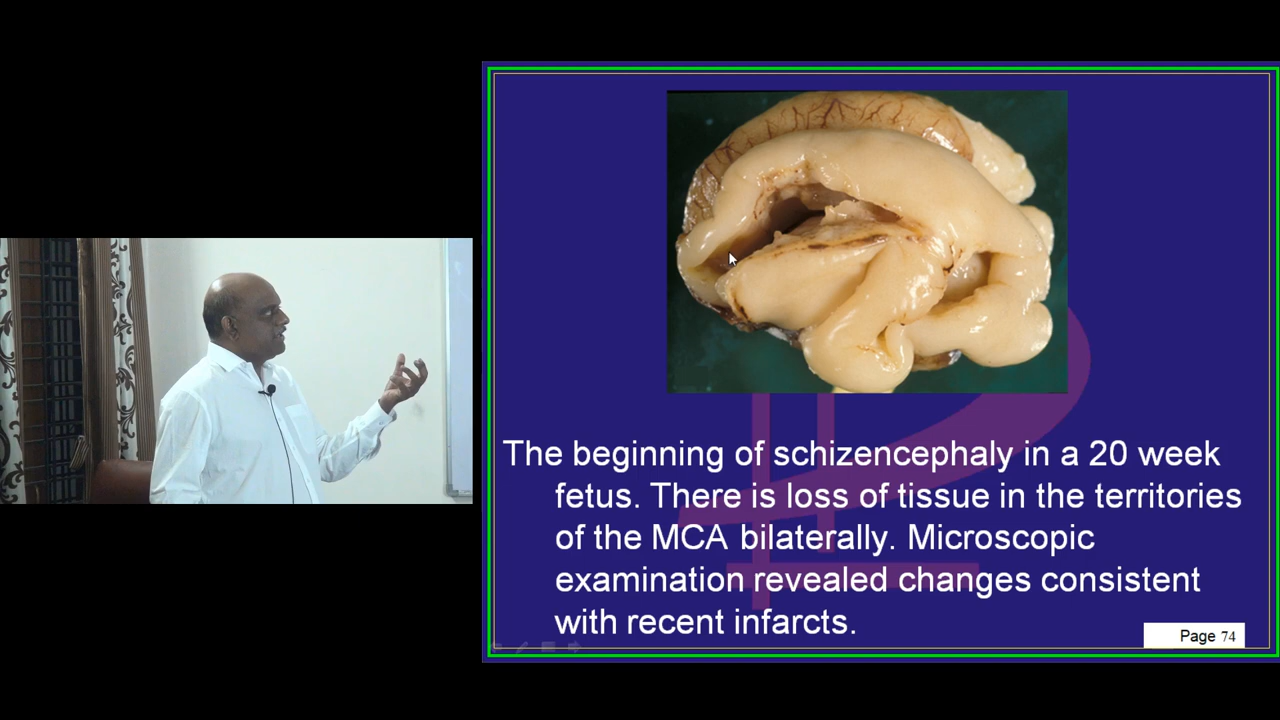 The beginning of schizencephaly in a 20 week
fetus. There is loss of tissue in the territories
of the MCA bilaterally. Microscopic
examination revealed changes consistent
with recent infarcts.
Page 74